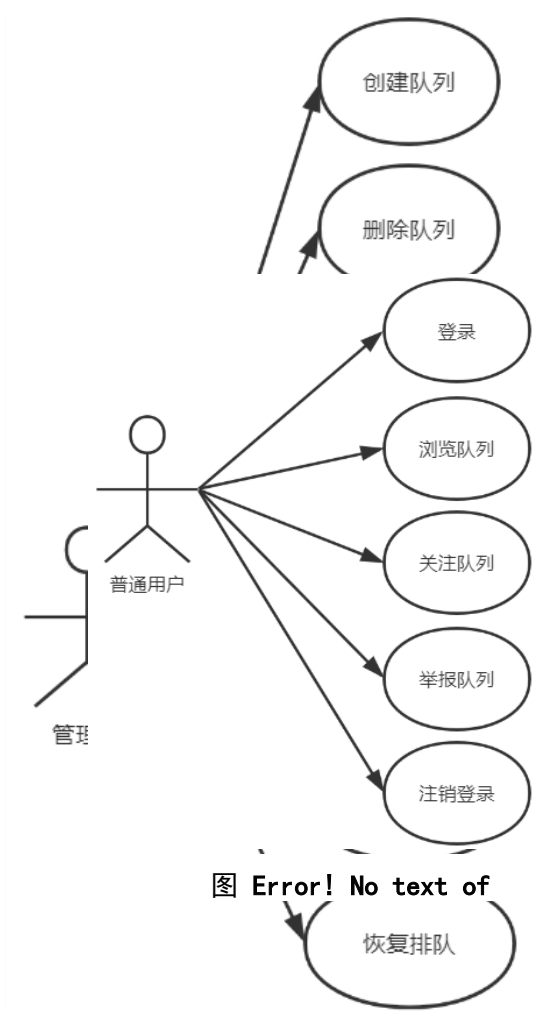 创建队列
删除队列
登录
浏览队列
关注队列
普通用户
举报队列
管理
注销登录
图 Error! No text of
恢复排队